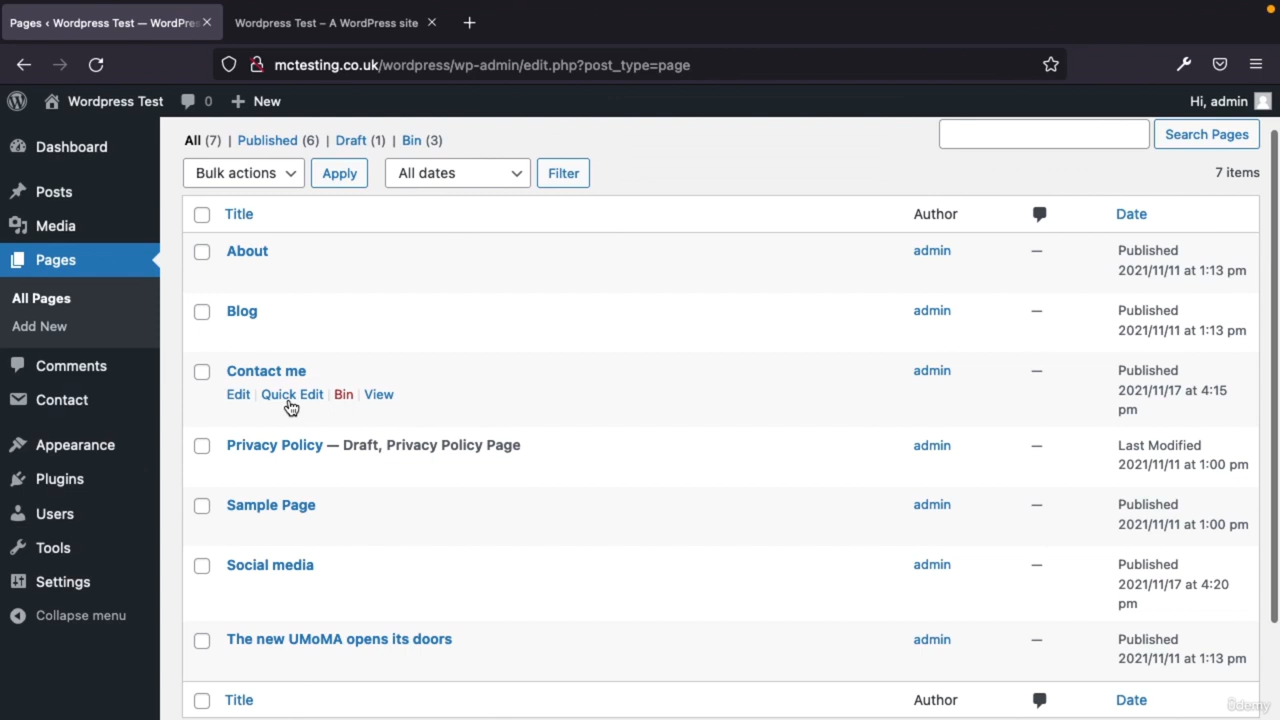 Pages ‹ Wordpress Test — WordPres
Wordpress Test – A WordPress site
mctesting.co.uk/wordpress/wp-admin/edit.php?post_type=page
Wordpress Test 0 New
Hi, admin
Dashboard
Posts
Media
Pages
All Pages
Add New
Comments
Contact
Appearance
Plugins
Users
Tools
Settings
Collapse menu
All (7) | Published (6) | Draft (1) | Bin (3)
Search Pages
Bulk actions Apply All dates Filter
7 items
Title Author Date
About admin — Published
2021/11/11 at 1:13 pm
Blog admin — Published
2021/11/11 at 1:13 pm
Contact me admin — Published
Edit | Quick Edit | Bin | View 2021/11/17 at 4:15
pm
Privacy Policy — Draft, Privacy Policy Page admin — Last Modified
2021/11/11 at 1:00 pm
Sample Page admin — Published
2021/11/11 at 1:00 pm
Social media admin — Published
2021/11/17 at 4:20
pm
The new UMoMA opens its doors admin — Published
2021/11/11 at 1:13 pm
Title Author Date
ûdemy